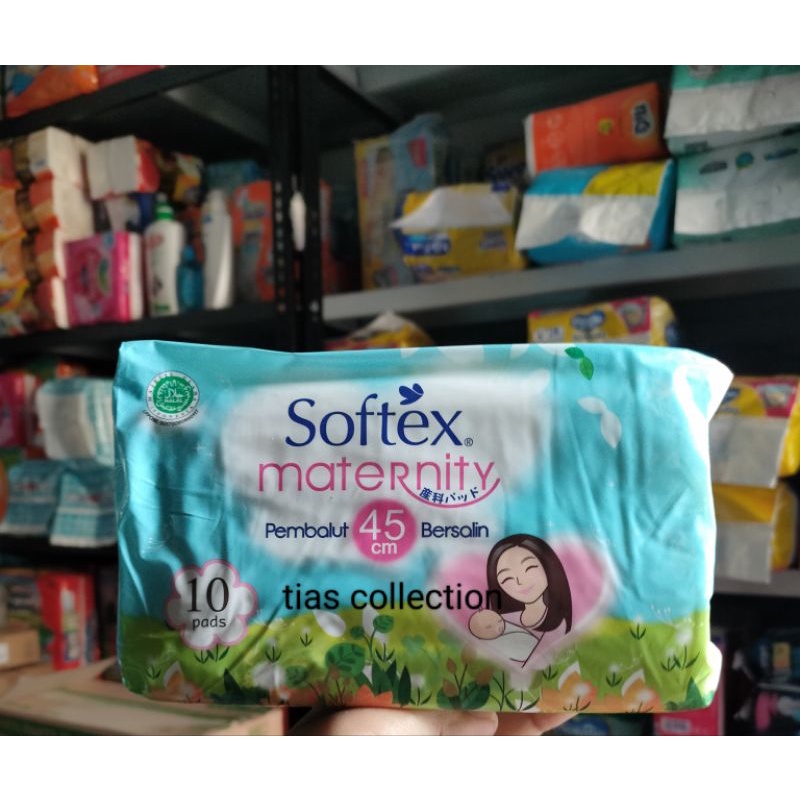 Softex®
maternity
産科パッド
Pembalut 45 cm Bersalin
10
pads
tias collection